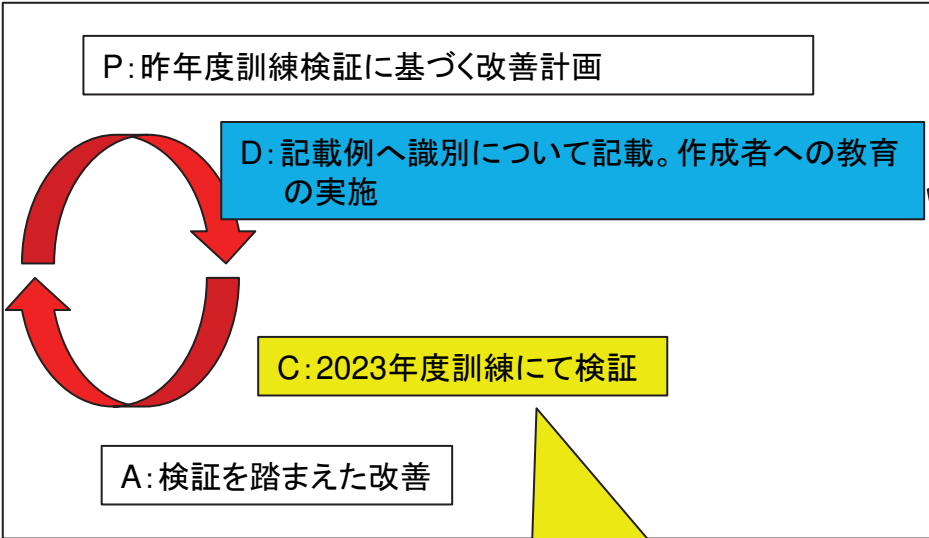 P:昨年度訓練検証に基づく改善計画
D:記載例へ識別について記載。作成者への教育
の実施
C:2023年度訓練にて検証
A:検証を踏まえた改善